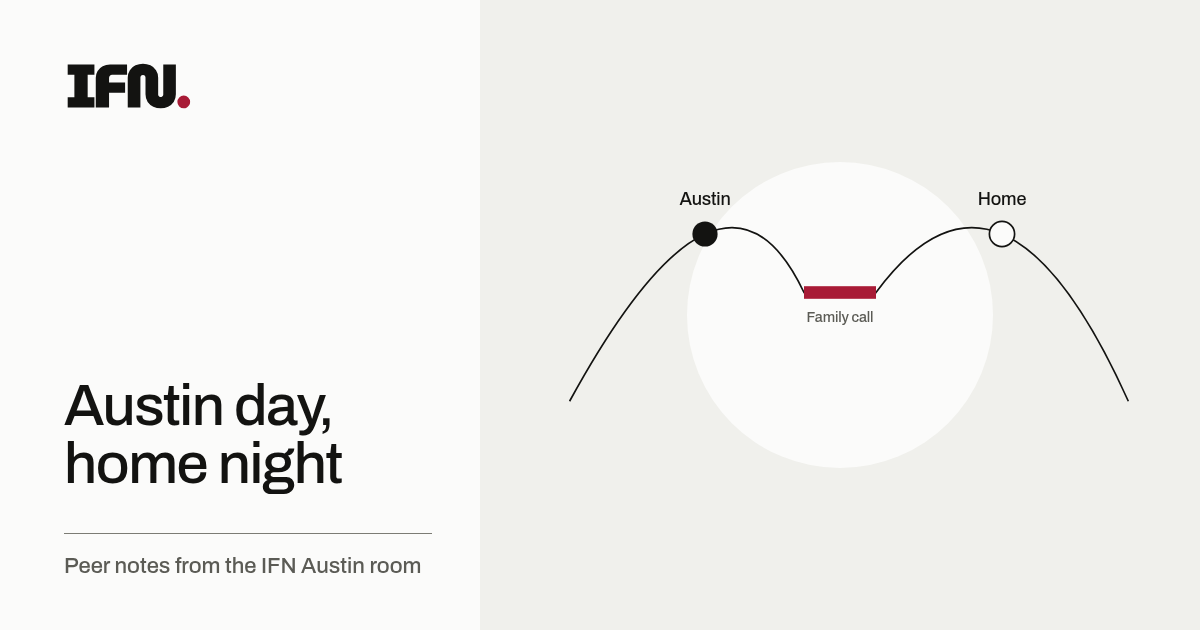 IFN.
Austin day,
home night
Peer notes from the IFN Austin room
Austin
Home
Family call